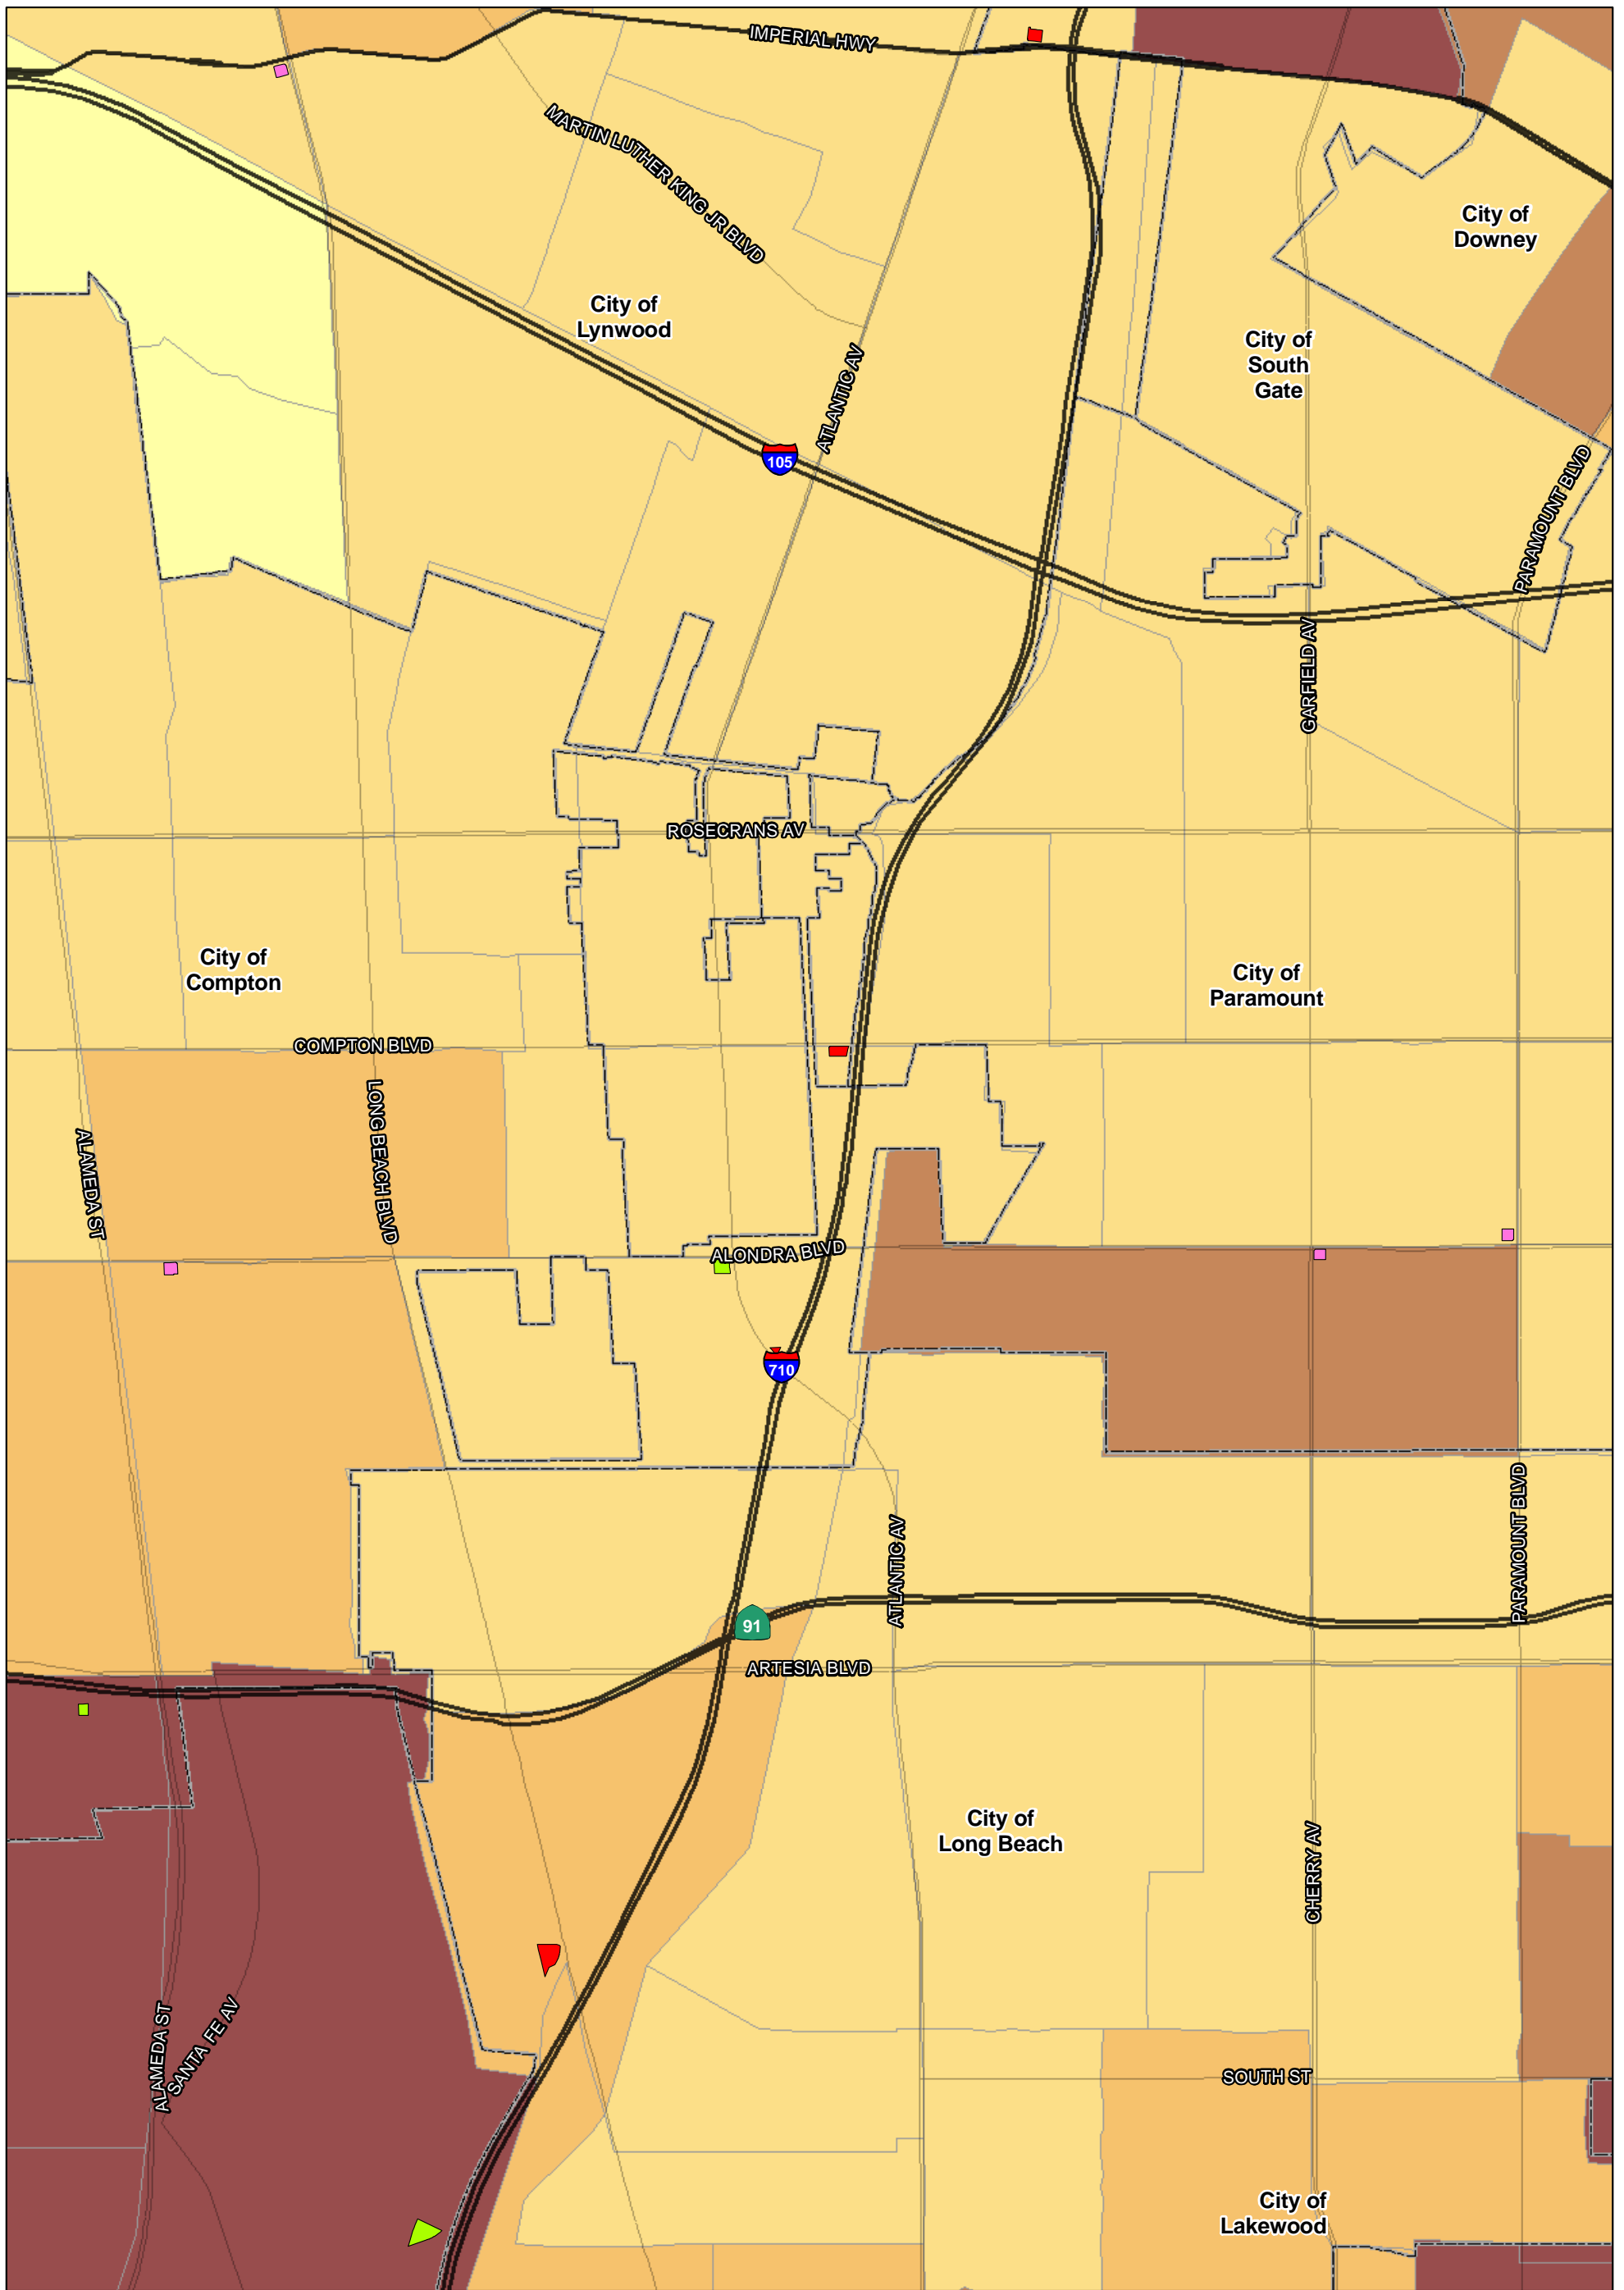 IMPERIAL HWY
MARTIN LUTHER KING JR BLVD
City of
Downey
City of
Lynwood
City of
South
Gate
ATLANTIC AV
105
PARAMOUNT BLVD
GARFIELD AV
ROSECRANS AV
City of
Compton
City of
Paramount
COMPTON BLVD
LONG BEACH BLVD
ALAMEDA ST
ALONDRA BLVD
710
PARAMOUNT BLVD
ATLANTIC AV
91
ARTESIA BLVD
City of
Long Beach
CHERRY AV
ALAMEDA ST
SANTA FE AV
SOUTH ST
City of
Lakewood